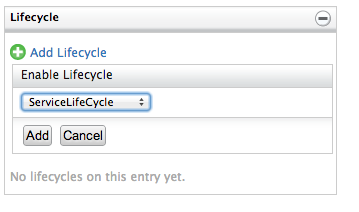 Lifecycle
Add Lifecycle
Enable Lifecycle
ServiceLifeCycle
Add Cancel
No lifecycles on this entry yet.